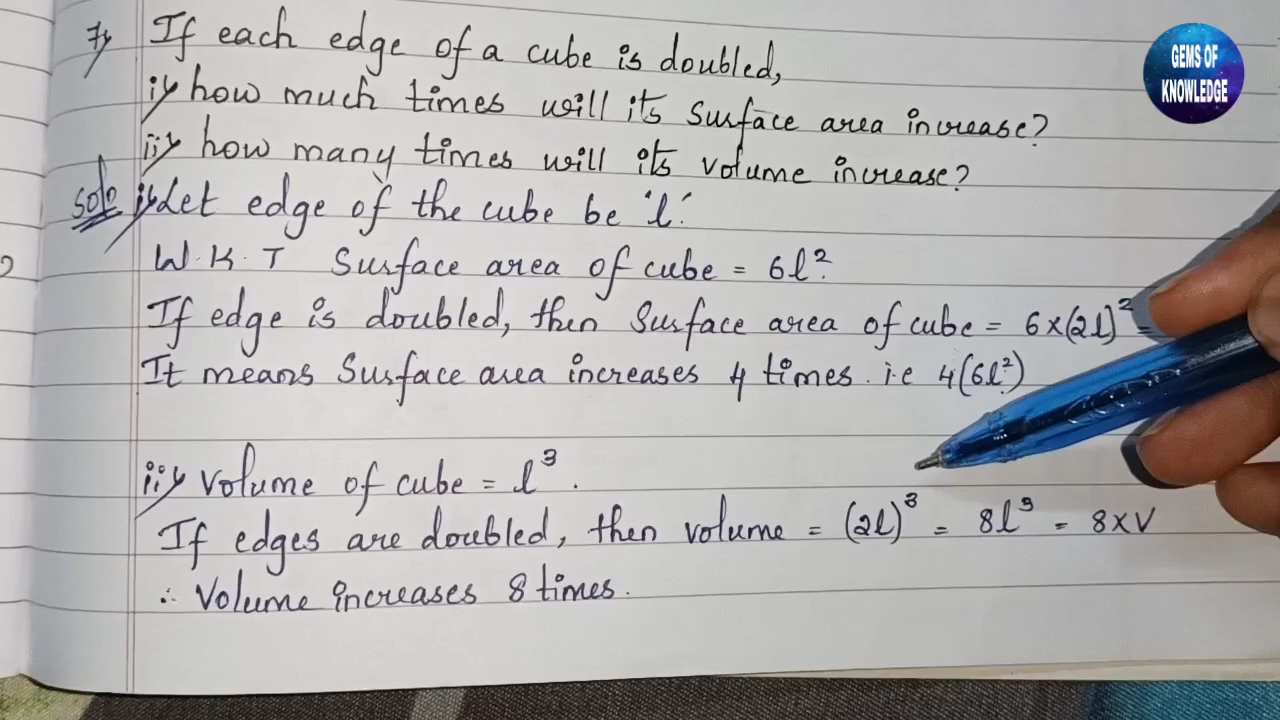 GEMS OF
KNOWLEDGE
7) If each edge of a cube is doubled,
i) how much times will its surface area increase?
ii) how many times will its volume increase?
Soln i) Let edge of the cube be 'l'.
W.K.T Surface area of cube = 6l².
If edge is doubled, then Surface area of cube = 6×(2l)² =
It means Surface area increases 4 times. i.e 4(6l²)
ii) Volume of cube = l³.
If edges are doubled, then volume = (2l)³ = 8l³ = 8×V
∴ Volume increases 8 times.